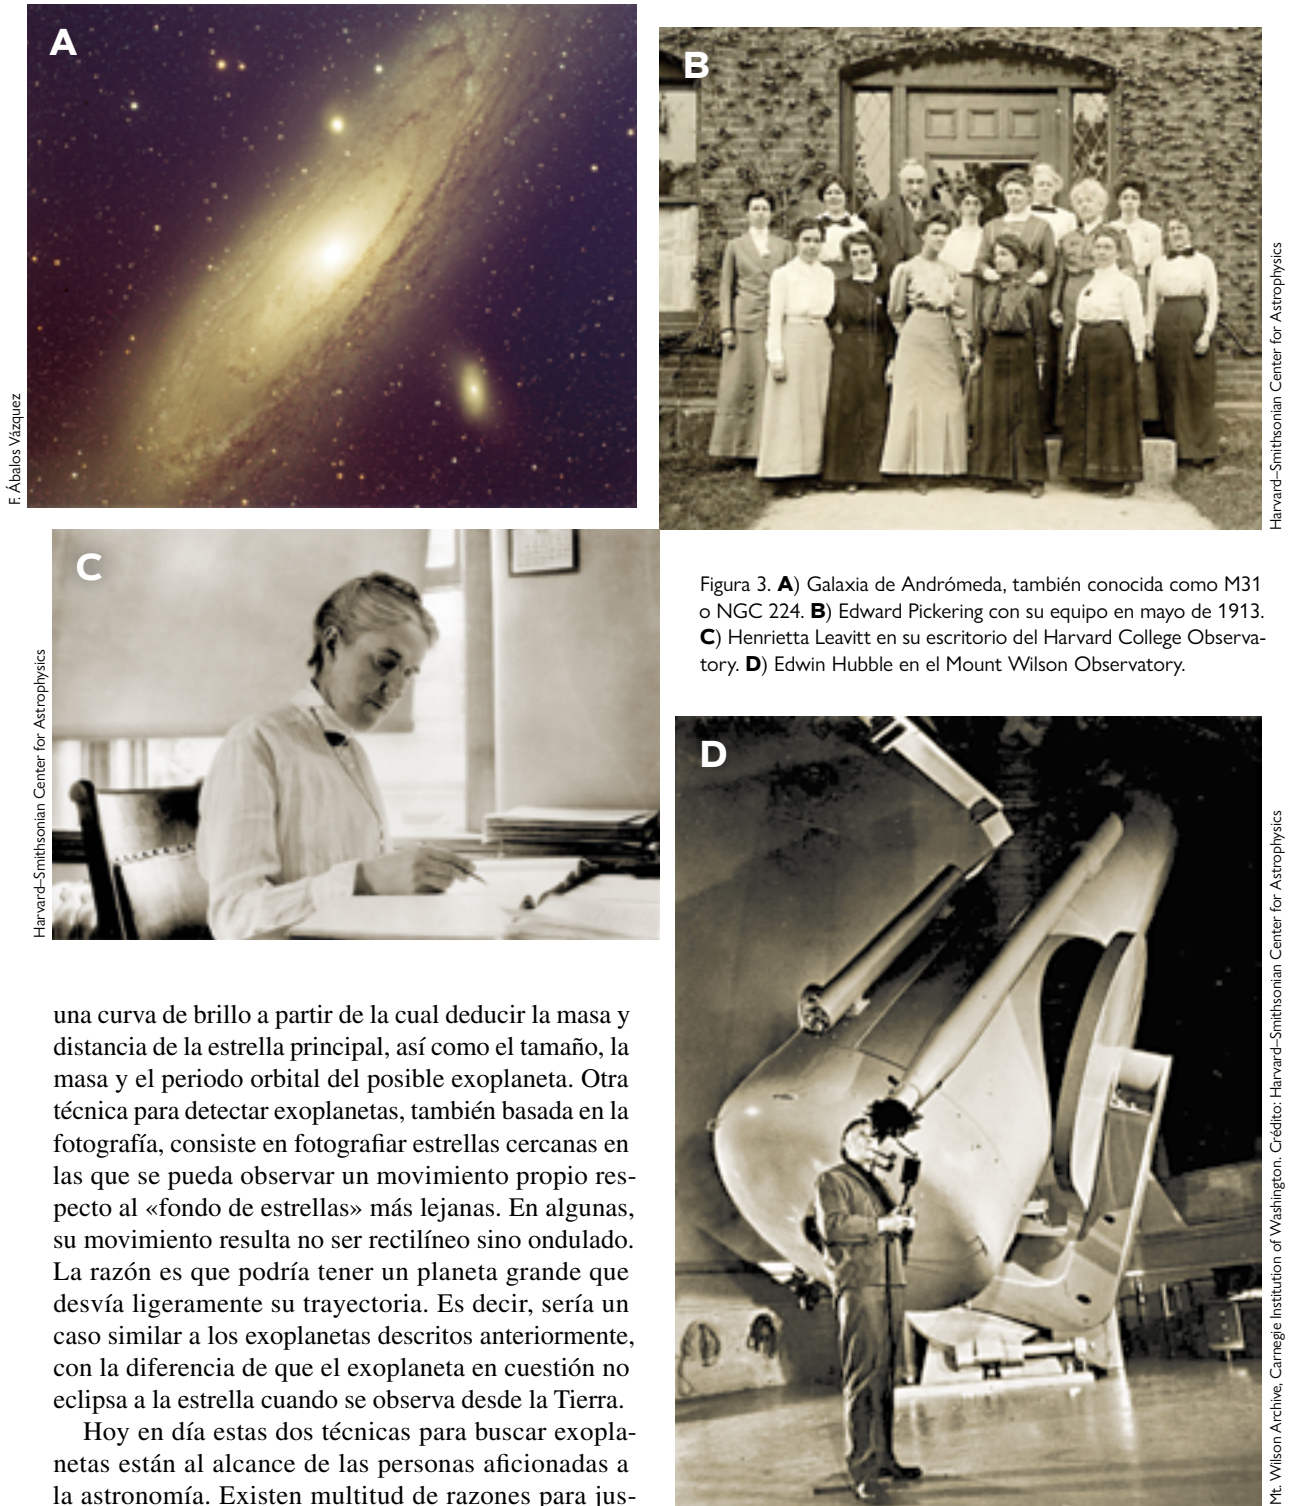 A
F. Ábalos Vázquez
B
Harvard–Smithsonian Center for Astrophysics
C
Harvard–Smithsonian Center for Astrophysics
Figura 3. A) Galaxia de Andrómeda, también conocida como M31
o NGC 224. B) Edward Pickering con su equipo en mayo de 1913.
C) Henrietta Leavitt en su escritorio del Harvard College Observa-
tory. D) Edwin Hubble en el Mount Wilson Observatory.
D
Mt. Wilson Archive, Carnegie Institution of Washington. Crédito: Harvard–Smithsonian Center for Astrophysics
una curva de brillo a partir de la cual deducir la masa y
distancia de la estrella principal, así como el tamaño, la
masa y el periodo orbital del posible exoplaneta. Otra
técnica para detectar exoplanetas, también basada en la
fotografía, consiste en fotografiar estrellas cercanas en
las que se pueda observar un movimiento propio res-
pecto al «fondo de estrellas» más lejanas. En algunas,
su movimiento resulta no ser rectilíneo sino ondulado.
La razón es que podría tener un planeta grande que
desvía ligeramente su trayectoria. Es decir, sería un
caso similar a los exoplanetas descritos anteriormente,
con la diferencia de que el exoplaneta en cuestión no
eclipsa a la estrella cuando se observa desde la Tierra.
Hoy en día estas dos técnicas para buscar exopla-
netas están al alcance de las personas aficionadas a
la astronomía. Existen multitud de razones para jus-